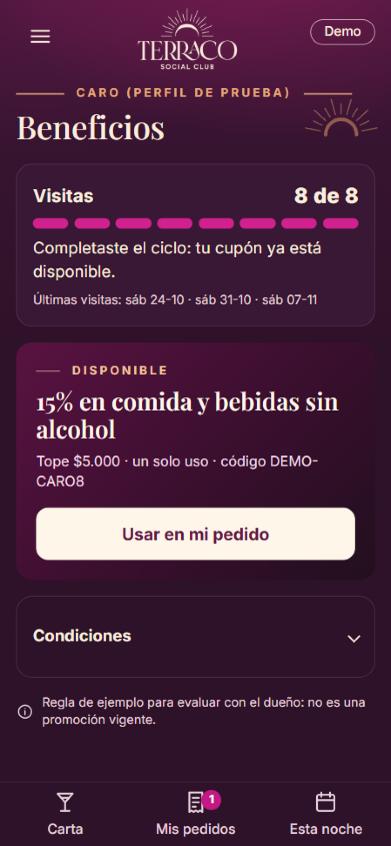 TERRACO
SOCIAL CLUB
Demo
CARO (PERFIL DE PRUEBA)
Beneficios
Visitas
8 de 8
Completaste el ciclo: tu cupón ya está
disponible.
Últimas visitas: sáb 24-10 · sáb 31-10 · sáb 07-11
DISPONIBLE
15% en comida y bebidas sin
alcohol
Tope $5.000 · un solo uso · código DEMO-
CARO8
Usar en mi pedido
Condiciones
Regla de ejemplo para evaluar con el dueño: no es una
promoción vigente.
1
Carta
Mis pedidos
Esta noche